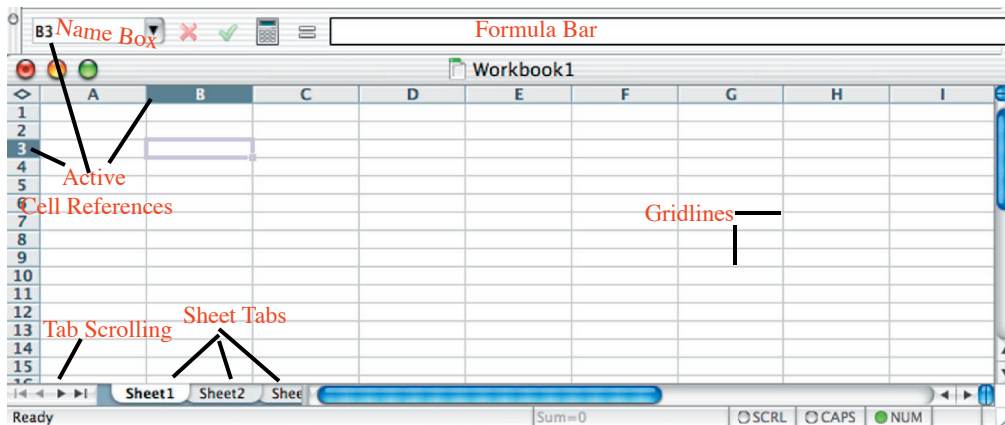 B3 Name Box Formula Bar
Workbook1
A B C D E F G H I
1
2
3
4
Active
5
Cell References
6
Gridlines
7
8
9
10
11
12
Sheet Tabs
13
Tab Scrolling
14
15
16
Sheet1 Sheet2 Shee
Ready Sum=0 SCRL CAPS NUM